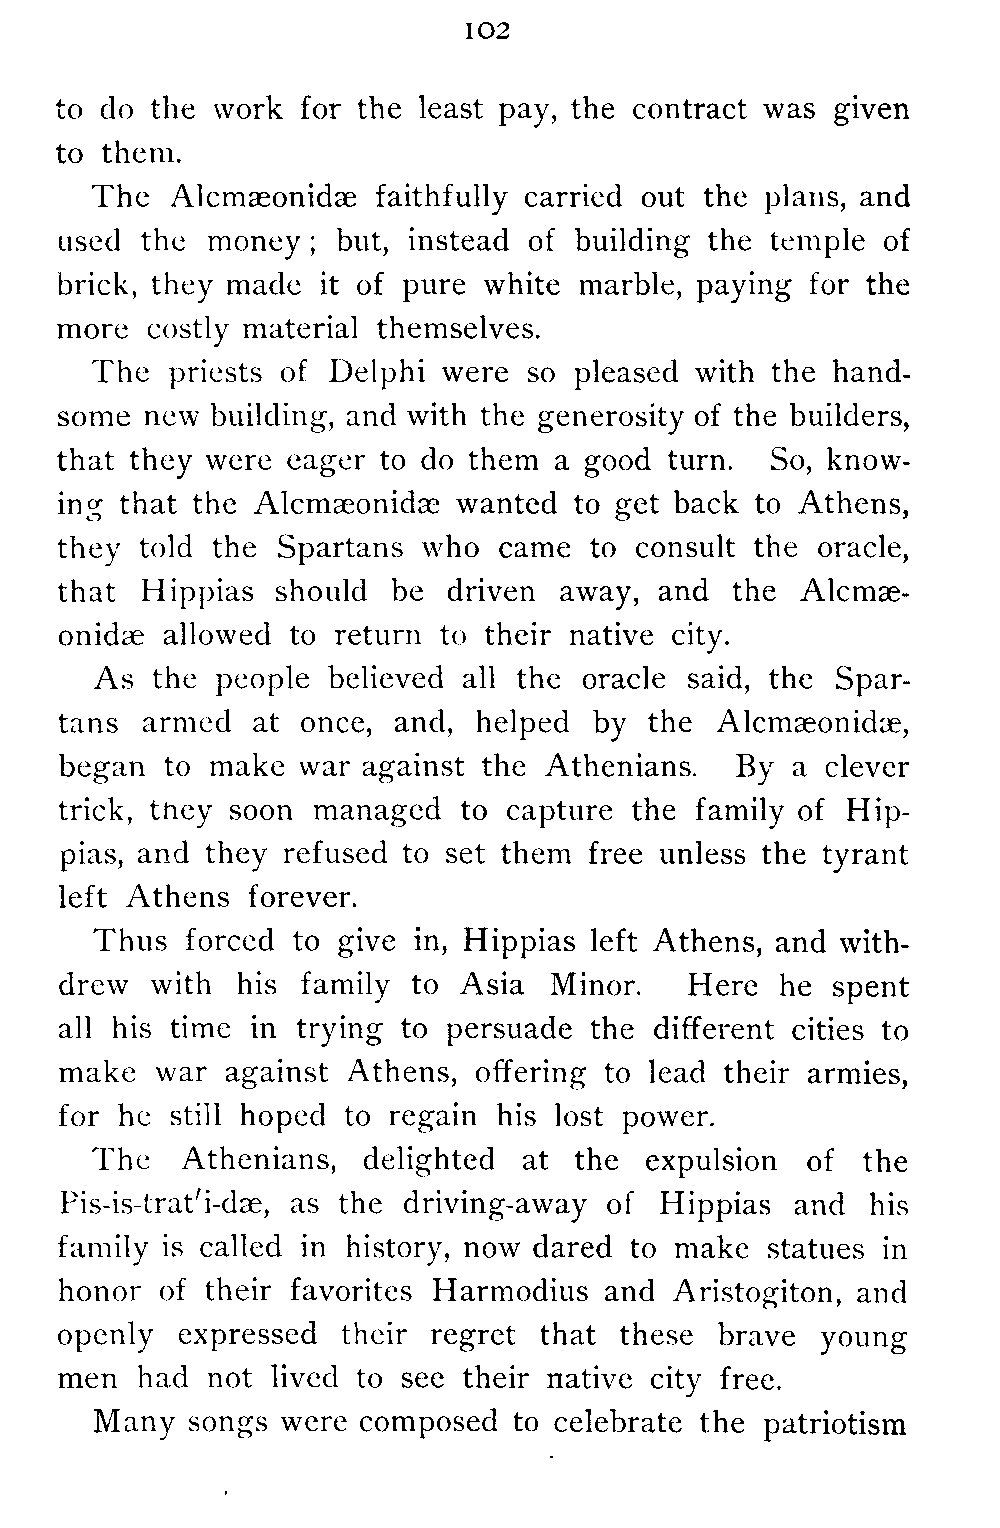 102
to do the work for the least pay, the contract was given
to them.
The Alcmæonidæ faithfully carried out the plans, and
used the money; but, instead of building the temple of
brick, they made it of pure white marble, paying for the
more costly material themselves.
The priests of Delphi were so pleased with the hand-
some new building, and with the generosity of the builders,
that they were eager to do them a good turn. So, know-
ing that the Alcmæonidæ wanted to get back to Athens,
they told the Spartans who came to consult the oracle,
that Hippias should be driven away, and the Alcmæ-
onidæ allowed to return to their native city.
As the people believed all the oracle said, the Spar-
tans armed at once, and, helped by the Alcmæonidæ,
began to make war against the Athenians. By a clever
trick, they soon managed to capture the family of Hip-
pias, and they refused to set them free unless the tyrant
left Athens forever.
Thus forced to give in, Hippias left Athens, and with-
drew with his family to Asia Minor. Here he spent
all his time in trying to persuade the different cities to
make war against Athens, offering to lead their armies,
for he still hoped to regain his lost power.
The Athenians, delighted at the expulsion of the
Pis-is-trat′i-dæ, as the driving-away of Hippias and his
family is called in history, now dared to make statues in
honor of their favorites Harmodius and Aristogiton, and
openly expressed their regret that these brave young
men had not lived to see their native city free.
Many songs were composed to celebrate the patriotism